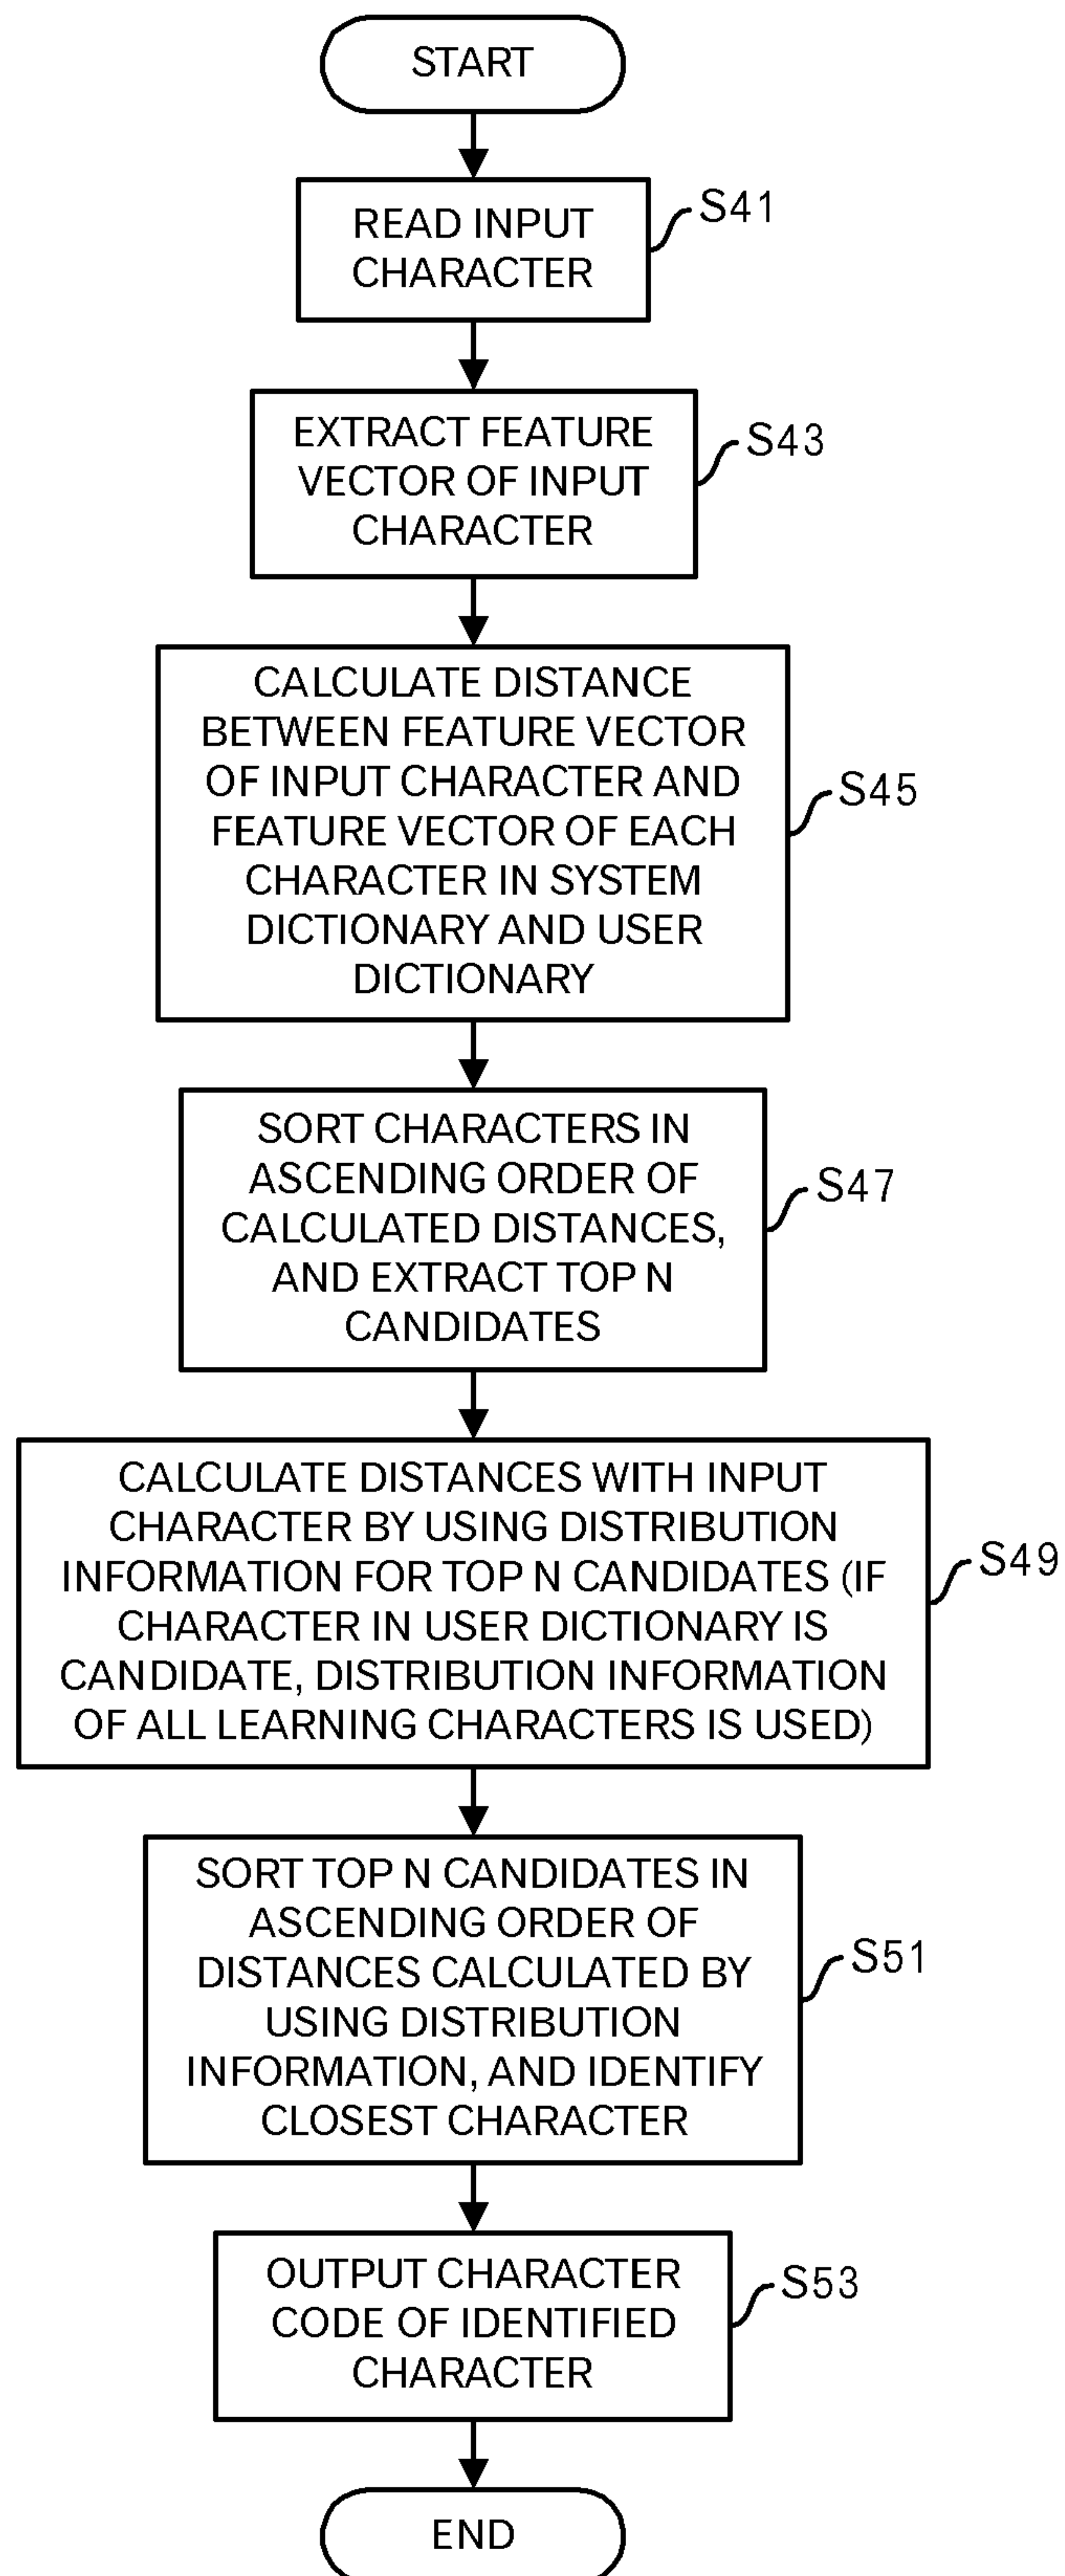 START
READ INPUT
CHARACTER
S41
EXTRACT FEATURE
VECTOR OF INPUT
CHARACTER
S43
CALCULATE DISTANCE
BETWEEN FEATURE VECTOR
OF INPUT CHARACTER AND
FEATURE VECTOR OF EACH
CHARACTER IN SYSTEM
DICTIONARY AND USER
DICTIONARY
S45
SORT CHARACTERS IN
ASCENDING ORDER OF
CALCULATED DISTANCES,
AND EXTRACT TOP N
CANDIDATES
S47
CALCULATE DISTANCES WITH INPUT
CHARACTER BY USING DISTRIBUTION
INFORMATION FOR TOP N CANDIDATES (IF
CHARACTER IN USER DICTIONARY IS
CANDIDATE, DISTRIBUTION INFORMATION
OF ALL LEARNING CHARACTERS IS USED)
S49
SORT TOP N CANDIDATES IN
ASCENDING ORDER OF
DISTANCES CALCULATED BY
USING DISTRIBUTION
INFORMATION, AND IDENTIFY
CLOSEST CHARACTER
S51
OUTPUT CHARACTER
CODE OF IDENTIFIED
CHARACTER
S53
END